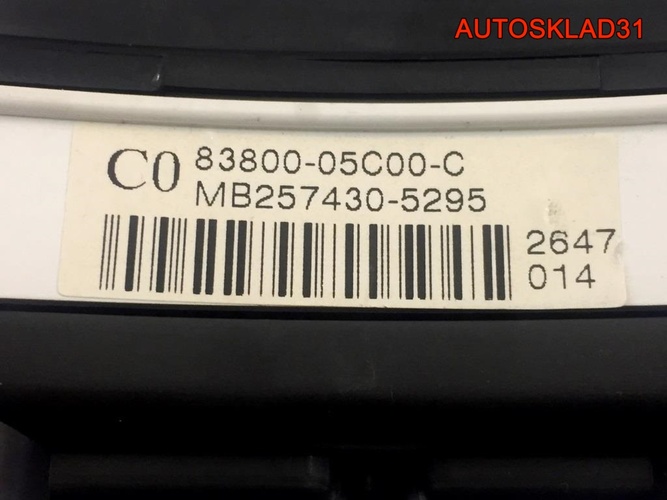 AUTOSKLAD31
C0 83800-05C00-C
MB257430-5295
2647
014